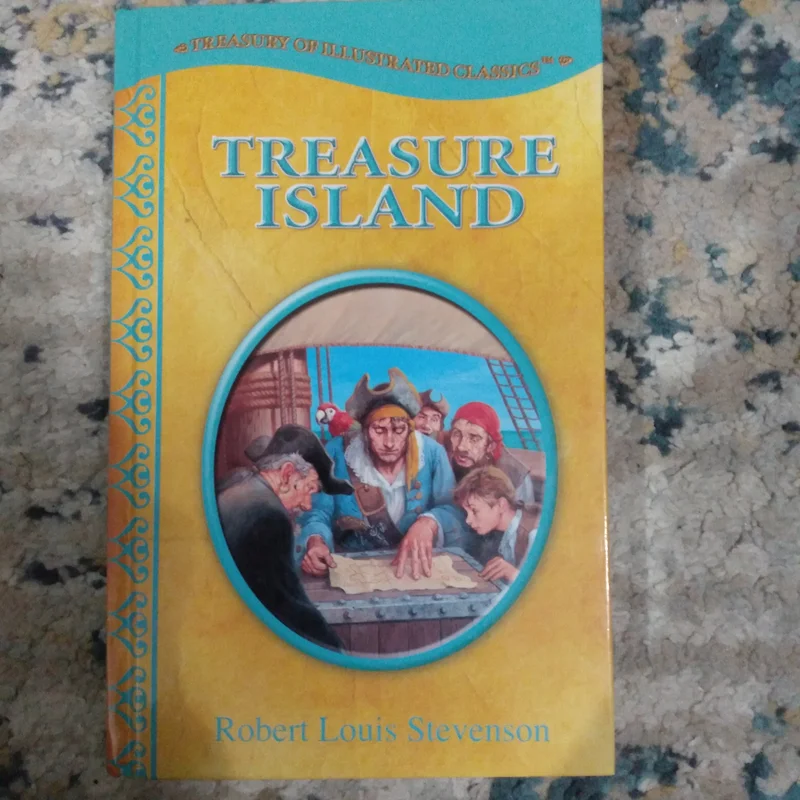 TREASURY OF ILLUSTRATED CLASSICS™
TREASURE
ISLAND
Robert Louis Stevenson